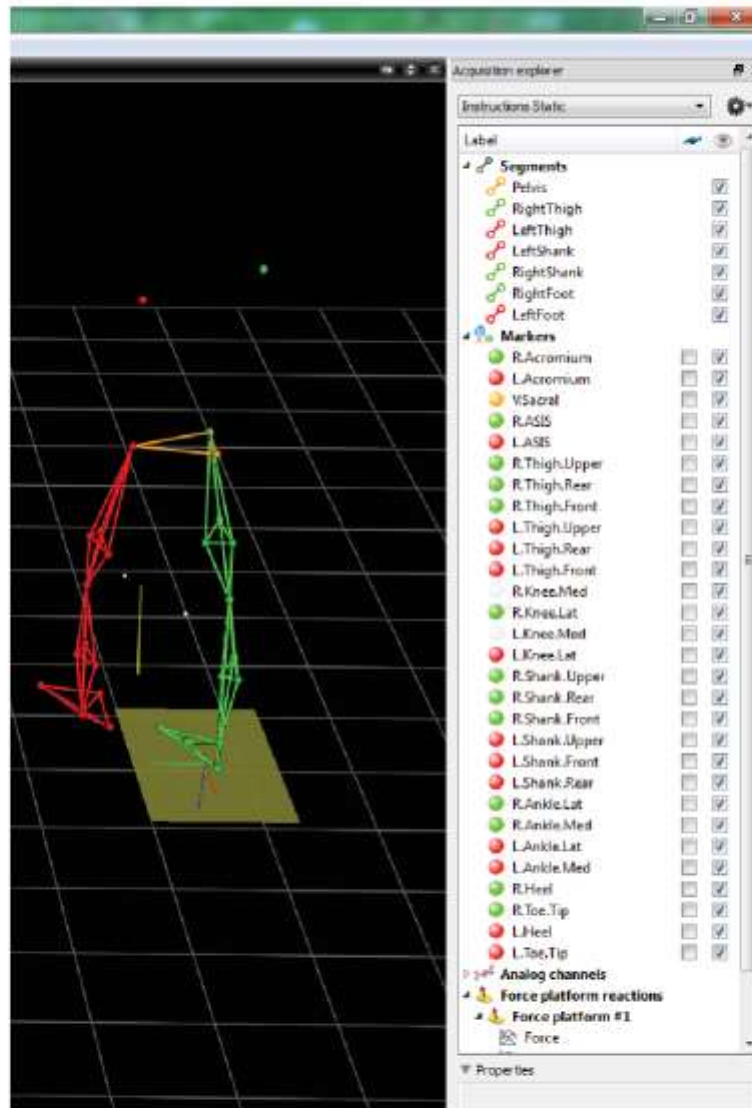 Acquisition explorer
Instructions Static
Label
Segments
Pelvis
RightThigh
LeftThigh
LeftShank
RightShank
RightFoot
LeftFoot
Markers
R.Acromium
L.Acromium
V.Sacral
R.ASIS
L.ASIS
R.Thigh.Upper
R.Thigh.Rear
R.Thigh.Front
L.Thigh.Upper
L.Thigh.Rear
L.Thigh.Front
R.Knee.Med
R.Knee.Lat
L.Knee.Med
L.Knee.Lat
R.Shank.Upper
R.Shank.Rear
R.Shank.Front
L.Shank.Upper
L.Shank.Front
L.Shank.Rear
R.Ankle.Lat
R.Ankle.Med
L.Ankle.Lat
L.Ankle.Med
R.Heel
R.Toe.Tip
L.Heel
L.Toe.Tip
Analog channels
Force platform reactions
Force platform #1
Force
Properties